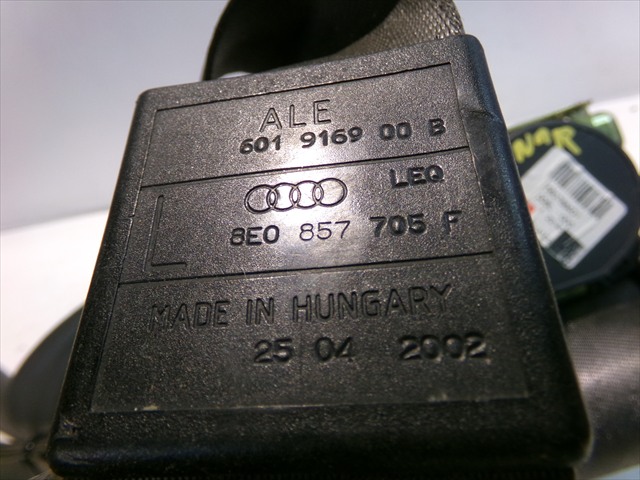 ALE
601 9169 00 B
LEQ
L
8E0 857 705 F
MADE IN HUNGARY
25 04 2002